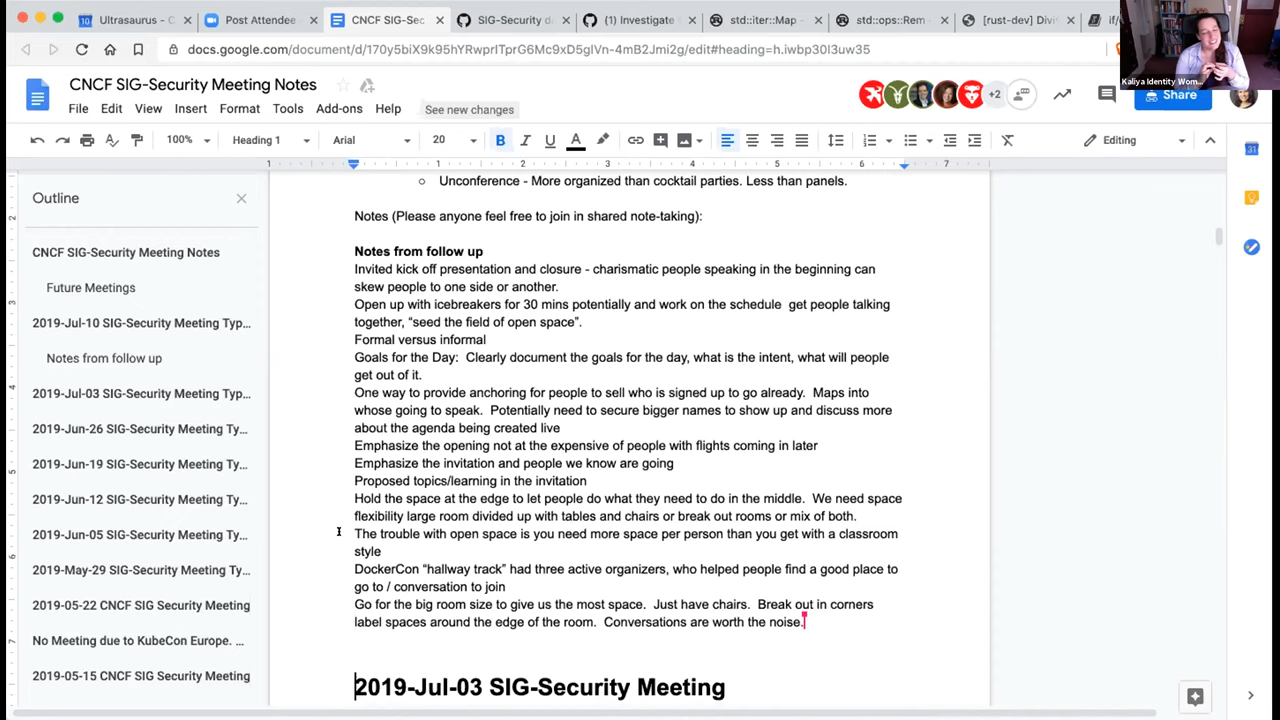 Ultrasaurus - C
Post Attendee
CNCF SIG-Sec
SIG-Security d
(1) Investigate
std::iter::Map -
std::ops::Rem
[rust-dev] Div
if/
docs.google.com/document/d/170y5biX9k95hYRwprITprG6Mc9xD5glVn-4mB2Jmi2g/edit#heading=h.iwbp30l3uw35
Kaliya Identity Wom...
CNCF SIG-Security Meeting Notes
File Edit View Insert Format Tools Add-ons Help See new changes
+2
Share
100% Heading 1 Arial 20 B I U A Editing
1 1 2 3 4 5 6 7
Outline
CNCF SIG-Security Meeting Notes
Future Meetings
2019-Jul-10 SIG-Security Meeting Typ...
Notes from follow up
2019-Jul-03 SIG-Security Meeting Typ...
2019-Jun-26 SIG-Security Meeting Ty...
2019-Jun-19 SIG-Security Meeting Ty...
2019-Jun-12 SIG-Security Meeting Ty...
2019-Jun-05 SIG-Security Meeting Ty...
2019-May-29 SIG-Security Meeting Ty...
2019-05-22 CNCF SIG Security Meeting
No Meeting due to KubeCon Europe. ...
2019-05-15 CNCF SIG Security Meeting
2
3
4
5
6
7
○ Unconference - More organized than cocktail parties. Less than panels.
Notes (Please anyone feel free to join in shared note-taking):
Notes from follow up
Invited kick off presentation and closure - charismatic people speaking in the beginning can
skew people to one side or another.
Open up with icebreakers for 30 mins potentially and work on the schedule get people talking
together, “seed the field of open space”.
Formal versus informal
Goals for the Day: Clearly document the goals for the day, what is the intent, what will people
get out of it.
One way to provide anchoring for people to sell who is signed up to go already. Maps into
whose going to speak. Potentially need to secure bigger names to show up and discuss more
about the agenda being created live
Emphasize the opening not at the expensive of people with flights coming in later
Emphasize the invitation and people we know are going
Proposed topics/learning in the invitation
Hold the space at the edge to let people do what they need to do in the middle. We need space
flexibility large room divided up with tables and chairs or break out rooms or mix of both.
The trouble with open space is you need more space per person than you get with a classroom
style
DockerCon “hallway track” had three active organizers, who helped people find a good place to
go to / conversation to join
Go for the big room size to give us the most space. Just have chairs. Break out in corners
label spaces around the edge of the room. Conversations are worth the noise.
2019-Jul-03 SIG-Security Meeting
31